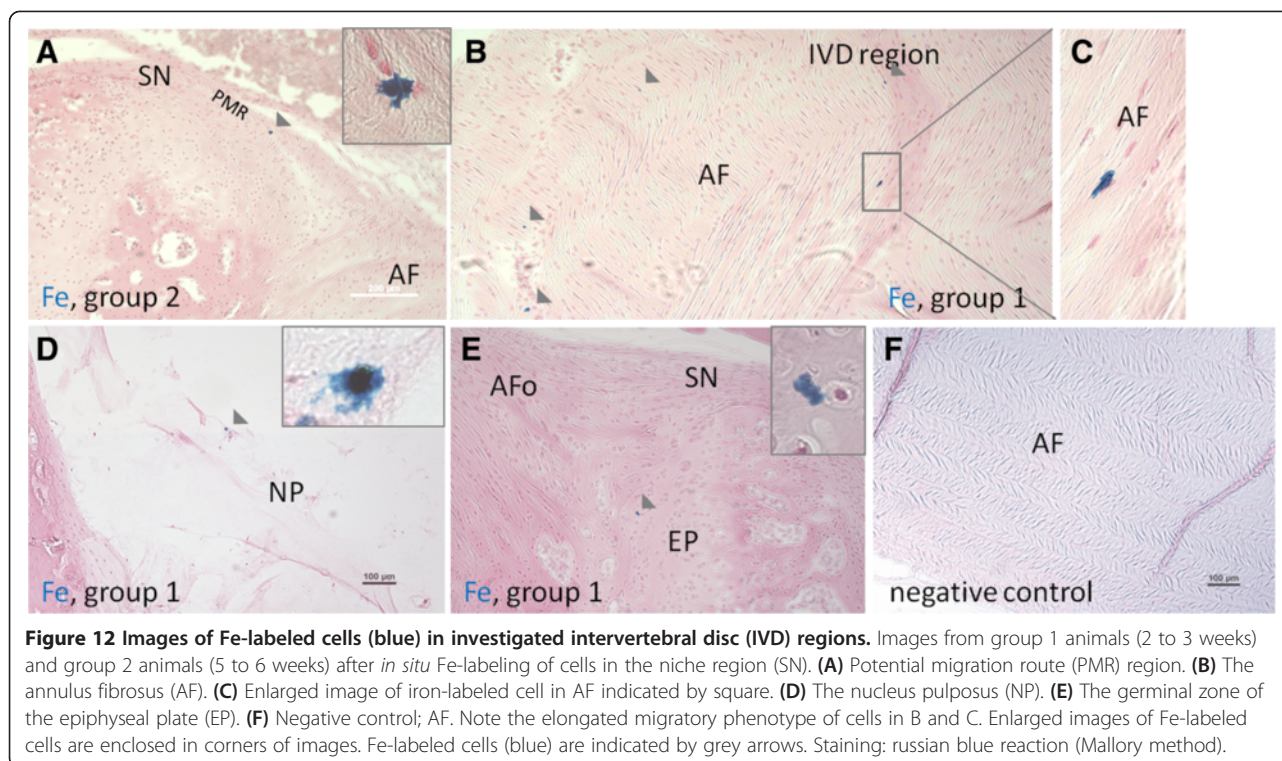 A
SN
PMR
AF
200 µm
Fe, group 2
B
IVD region
AF
Fe, group 1
C
AF
D
NP
100 µm
Fe, group 1
E
AFo
SN
EP
Fe, group 1
F
AF
100 µm
negative control
Figure 12 Images of Fe-labeled cells (blue) in investigated intervertebral disc (IVD) regions. Images from group 1 animals (2 to 3 weeks)
and group 2 animals (5 to 6 weeks) after in situ Fe-labeling of cells in the niche region (SN). (A) Potential migration route (PMR) region. (B) The
annulus fibrosus (AF). (C) Enlarged image of iron-labeled cell in AF indicated by square. (D) The nucleus pulposus (NP). (E) The germinal zone of
the epiphyseal plate (EP). (F) Negative control; AF. Note the elongated migratory phenotype of cells in B and C. Enlarged images of Fe-labeled
cells are enclosed in corners of images. Fe-labeled cells (blue) are indicated by grey arrows. Staining: russian blue reaction (Mallory method).